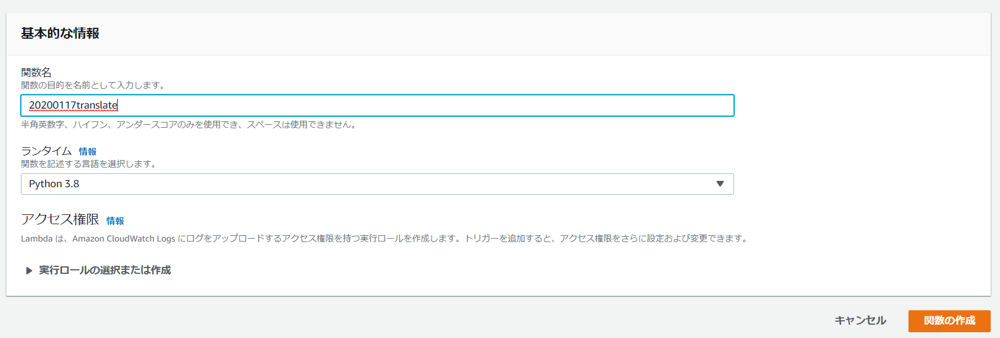 基本的な情報
関数名
関数の目的を名前として入力します。
20200117translate
半角英数字、ハイフン、アンダースコアのみを使用でき、スペースは使用できません。
ランタイム 情報
関数を記述する言語を選択します。
Python 3.8
アクセス権限 情報
Lambda は、Amazon CloudWatch Logs にログをアップロードするアクセス権限を持つ実行ロールを作成します。トリガーを追加すると、アクセス権限をさらに設定および変更できます。
実行ロールの選択または作成
キャンセル 関数の作成